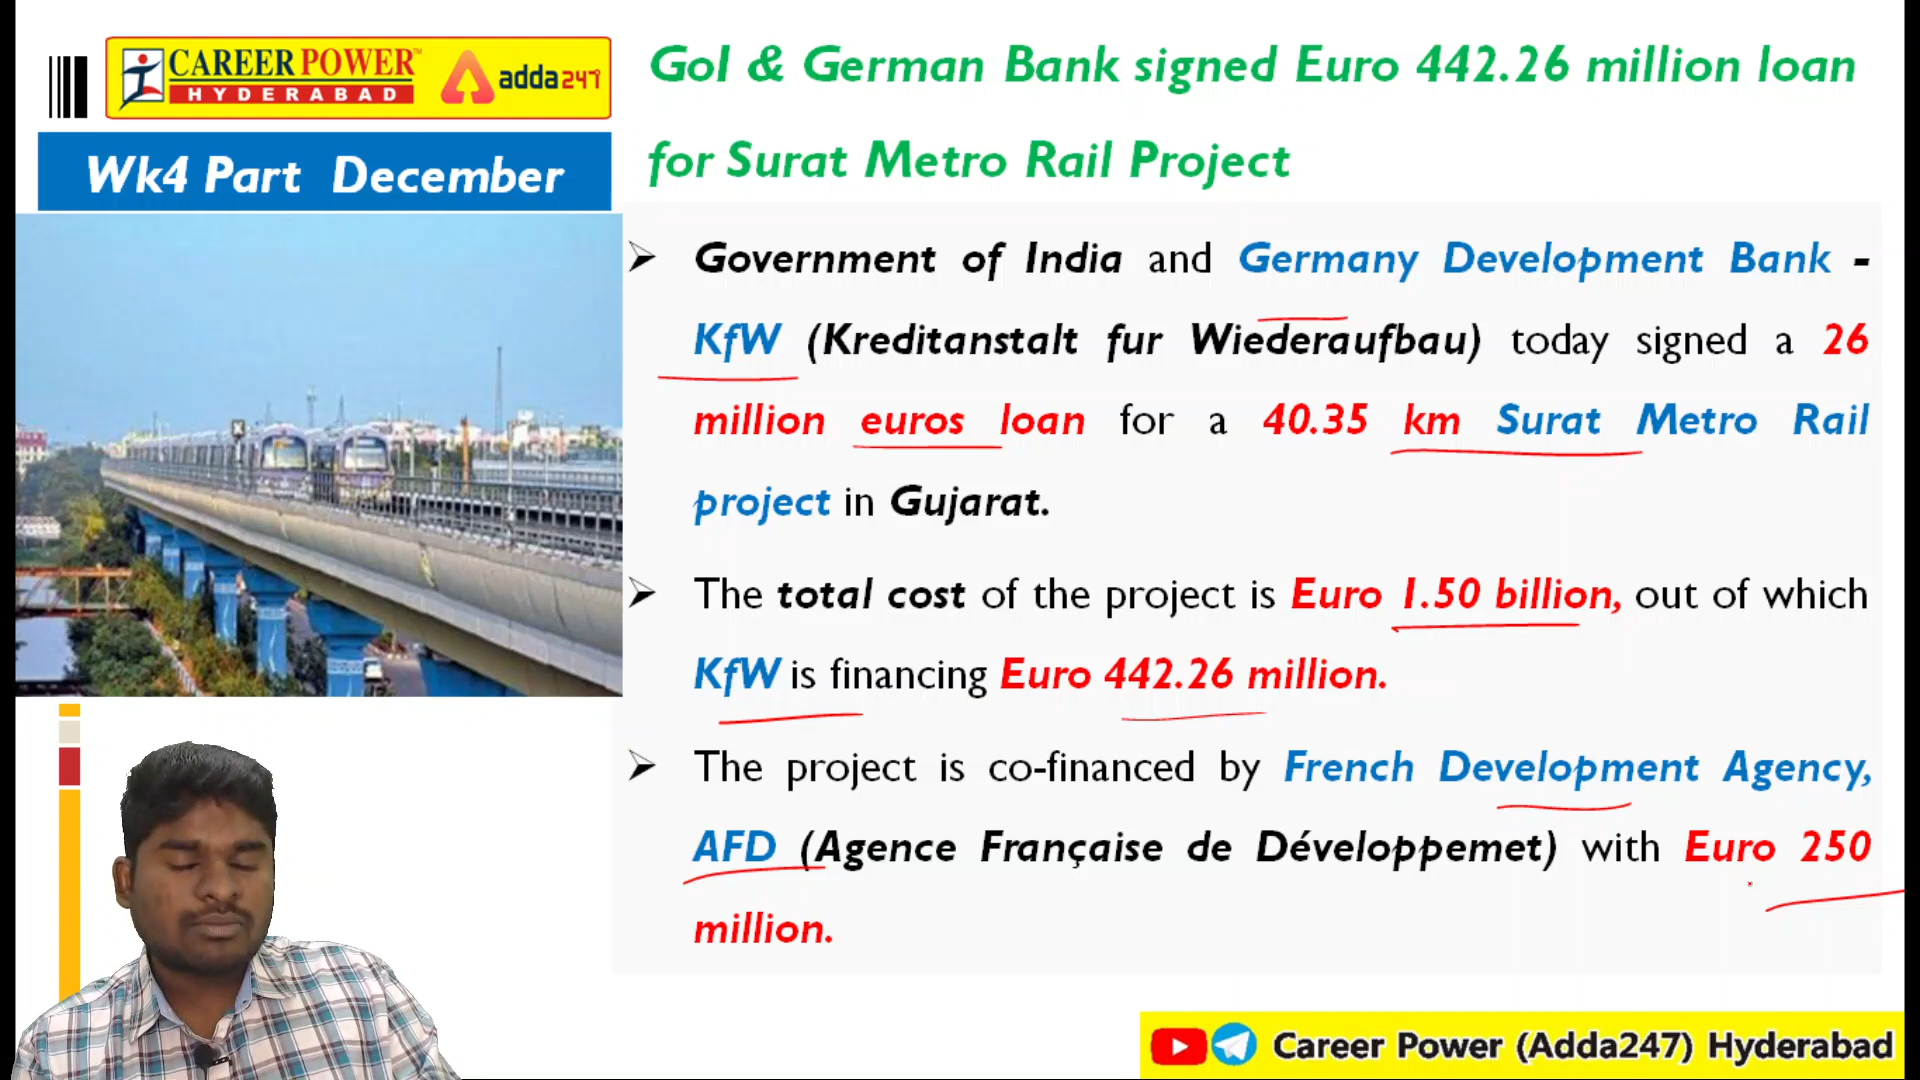 CAREER POWER™
HYDERABAD
adda247
Wk4 Part December
GoI & German Bank signed Euro 442.26 million loan
for Surat Metro Rail Project
➢ Government of India and Germany Development Bank -
KfW (Kreditanstalt fur Wiederaufbau) today signed a 26
million euros loan for a 40.35 km Surat Metro Rail
project in Gujarat.
➢ The total cost of the project is Euro 1.50 billion, out of which
KfW is financing Euro 442.26 million.
➢ The project is co-financed by French Development Agency,
AFD (Agence Française de Développemet) with Euro 250
million.
Career Power (Adda247) Hyderabad